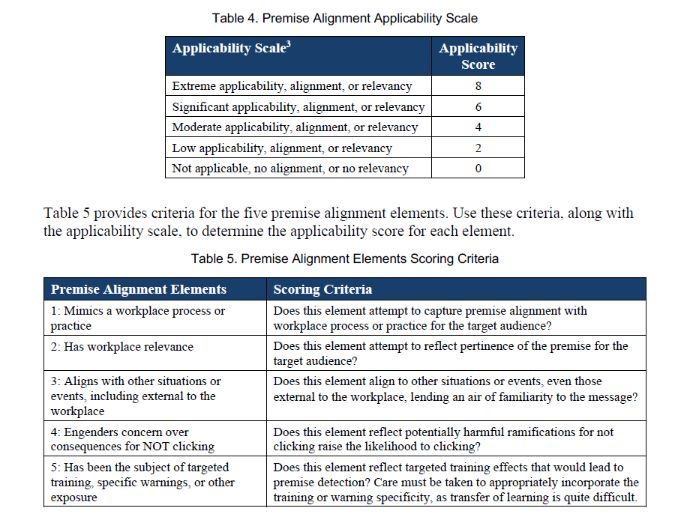 Table 4. Premise Alignment Applicability Scale
Applicability Scale³
Applicability
Score
Extreme applicability, alignment, or relevancy 8
Significant applicability, alignment, or relevancy 6
Moderate applicability, alignment, or relevancy 4
Low applicability, alignment, or relevancy 2
Not applicable, no alignment, or no relevancy 0
Table 5 provides criteria for the five premise alignment elements. Use these criteria, along with
the applicability scale, to determine the applicability score for each element.
Table 5. Premise Alignment Elements Scoring Criteria
Premise Alignment Elements
Scoring Criteria
1: Mimics a workplace process or
practice
Does this element attempt to capture premise alignment with
workplace process or practice for the target audience?
2: Has workplace relevance
Does this element attempt to reflect pertinence of the premise for the
target audience?
3: Aligns with other situations or
events, including external to the
workplace
Does this element align to other situations or events, even those
external to the workplace, lending an air of familiarity to the message?
4: Engenders concern over
consequences for NOT clicking
Does this element reflect potentially harmful ramifications for not
clicking raise the likelihood to clicking?
5: Has been the subject of targeted
training, specific warnings, or other
exposure
Does this element reflect targeted training effects that would lead to
premise detection? Care must be taken to appropriately incorporate the
training or warning specificity, as transfer of learning is quite difficult.